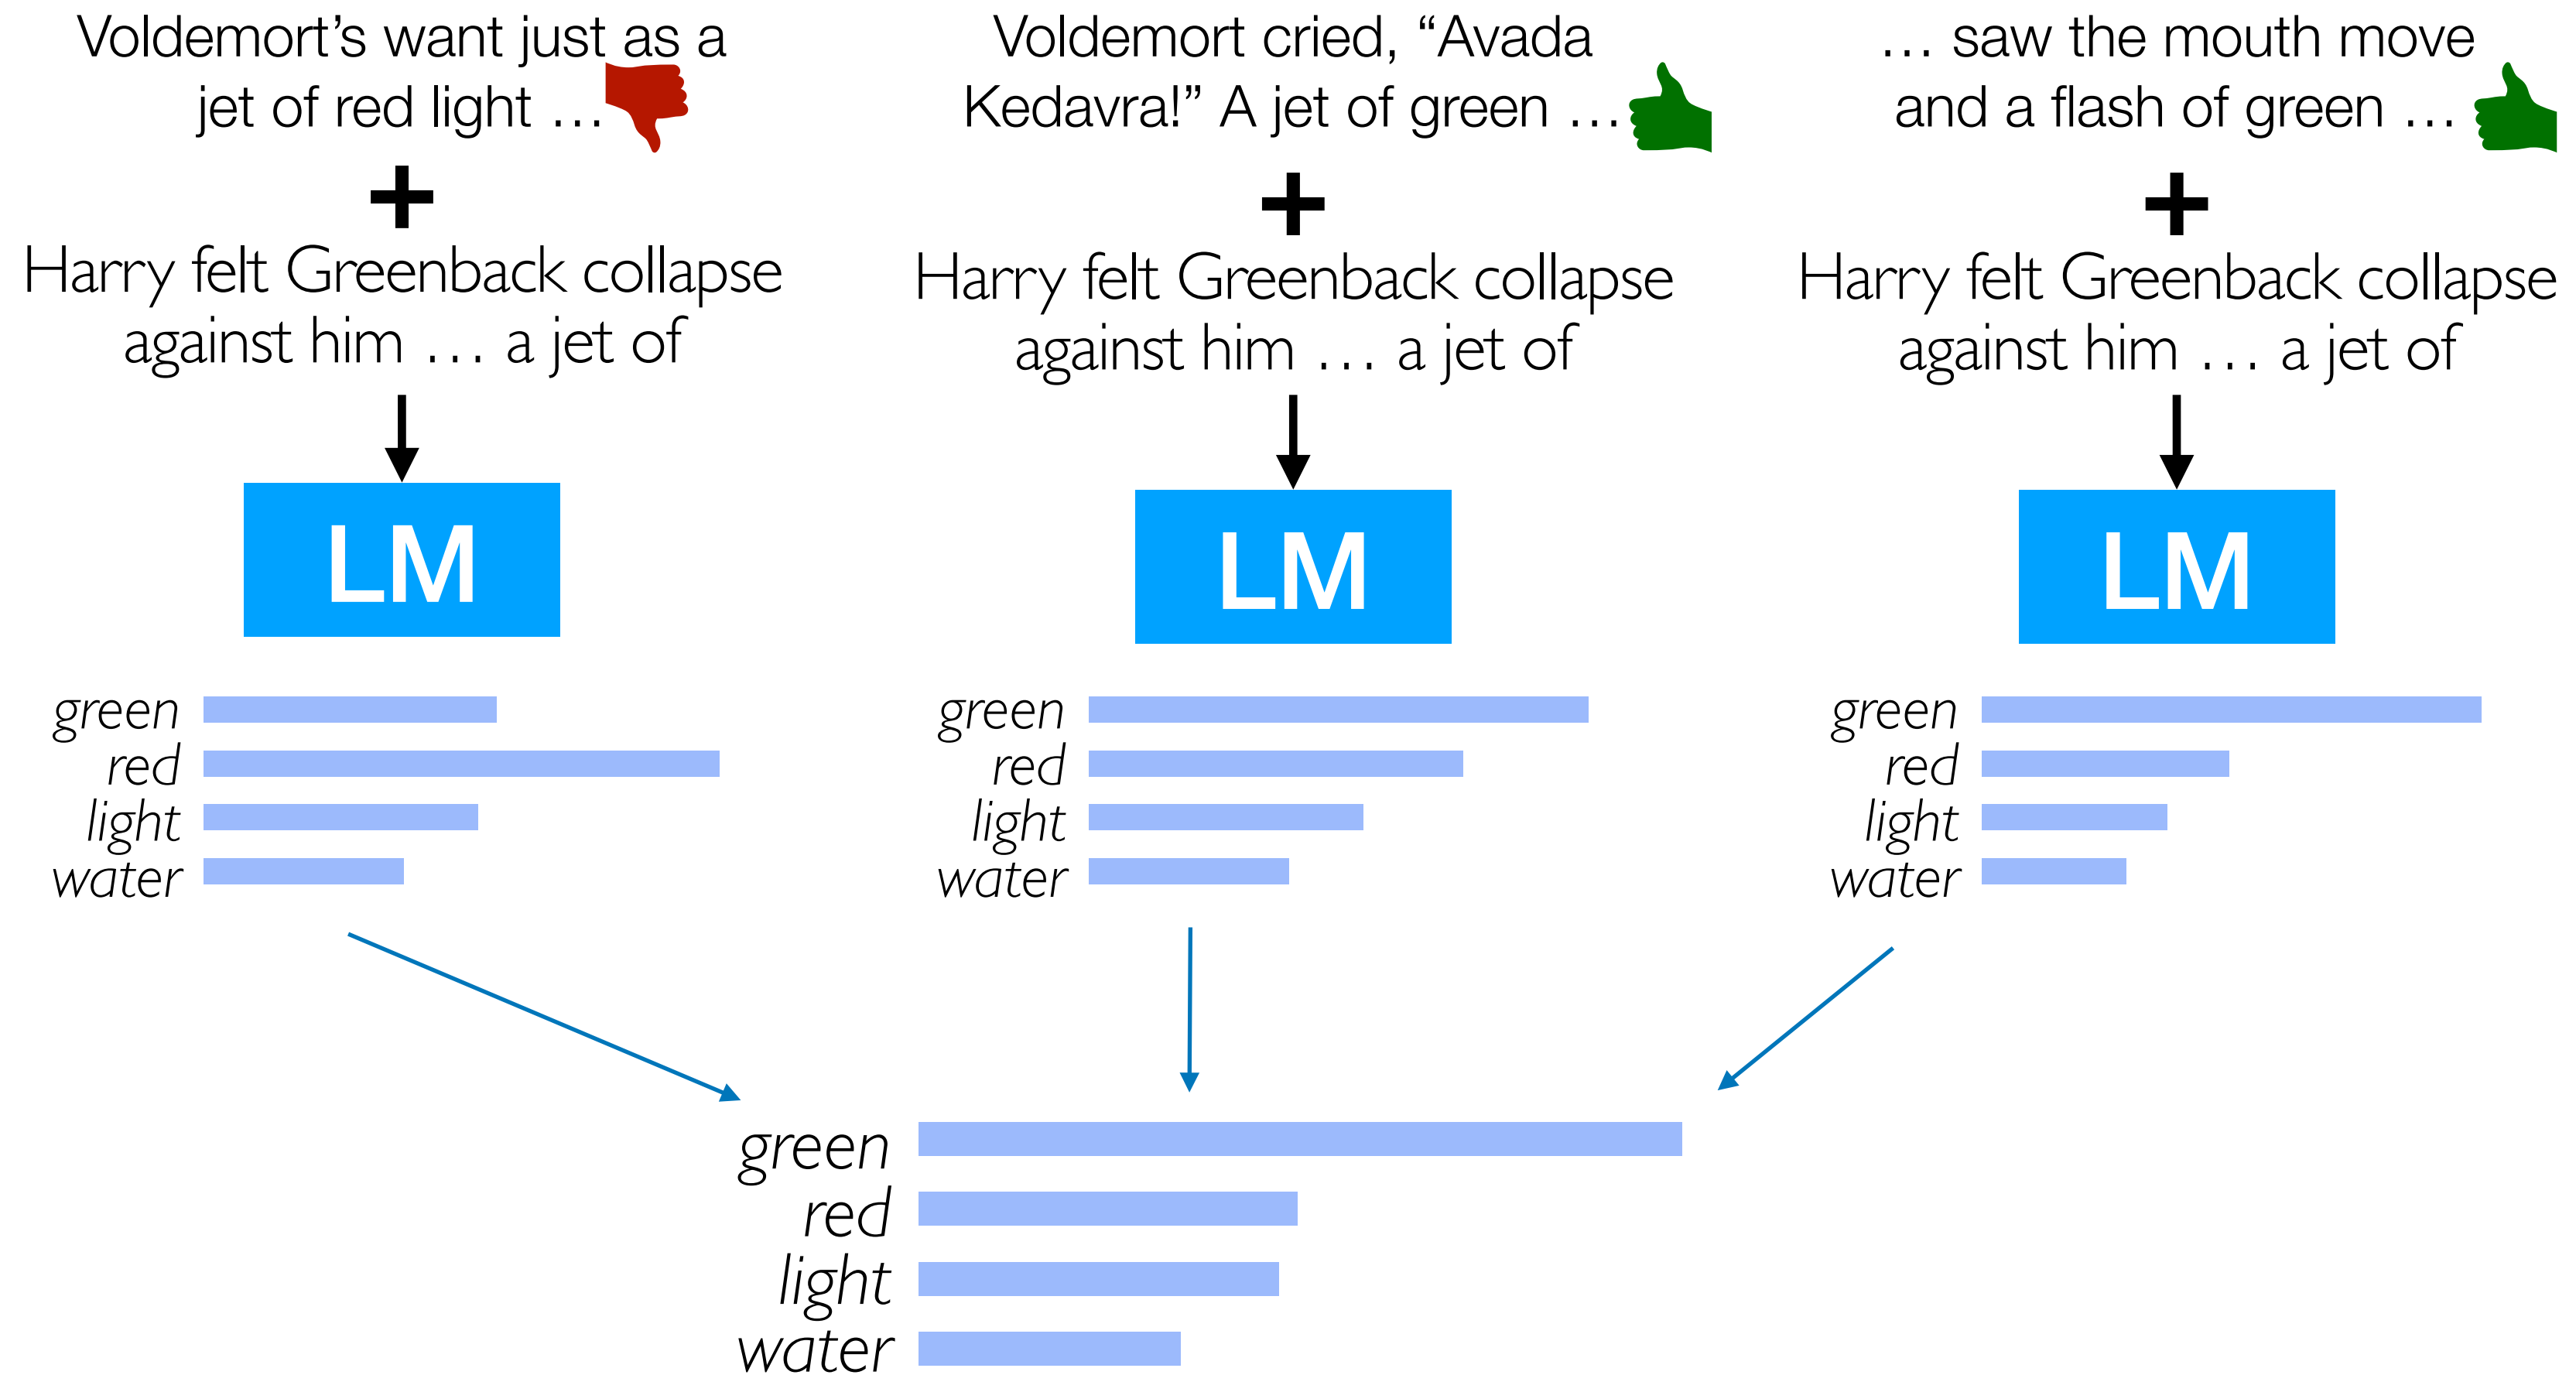 Voldemort’s want just as a
jet of red light …
+
Harry felt Greenback collapse
against him … a jet of
LM
green
red
light
water
Voldemort cried, “Avada
Kedavra!” A jet of green …
+
Harry felt Greenback collapse
against him … a jet of
LM
green
red
light
water
… saw the mouth move
and a flash of green …
+
Harry felt Greenback collapse
against him … a jet of
LM
green
red
light
water
green
red
light
water